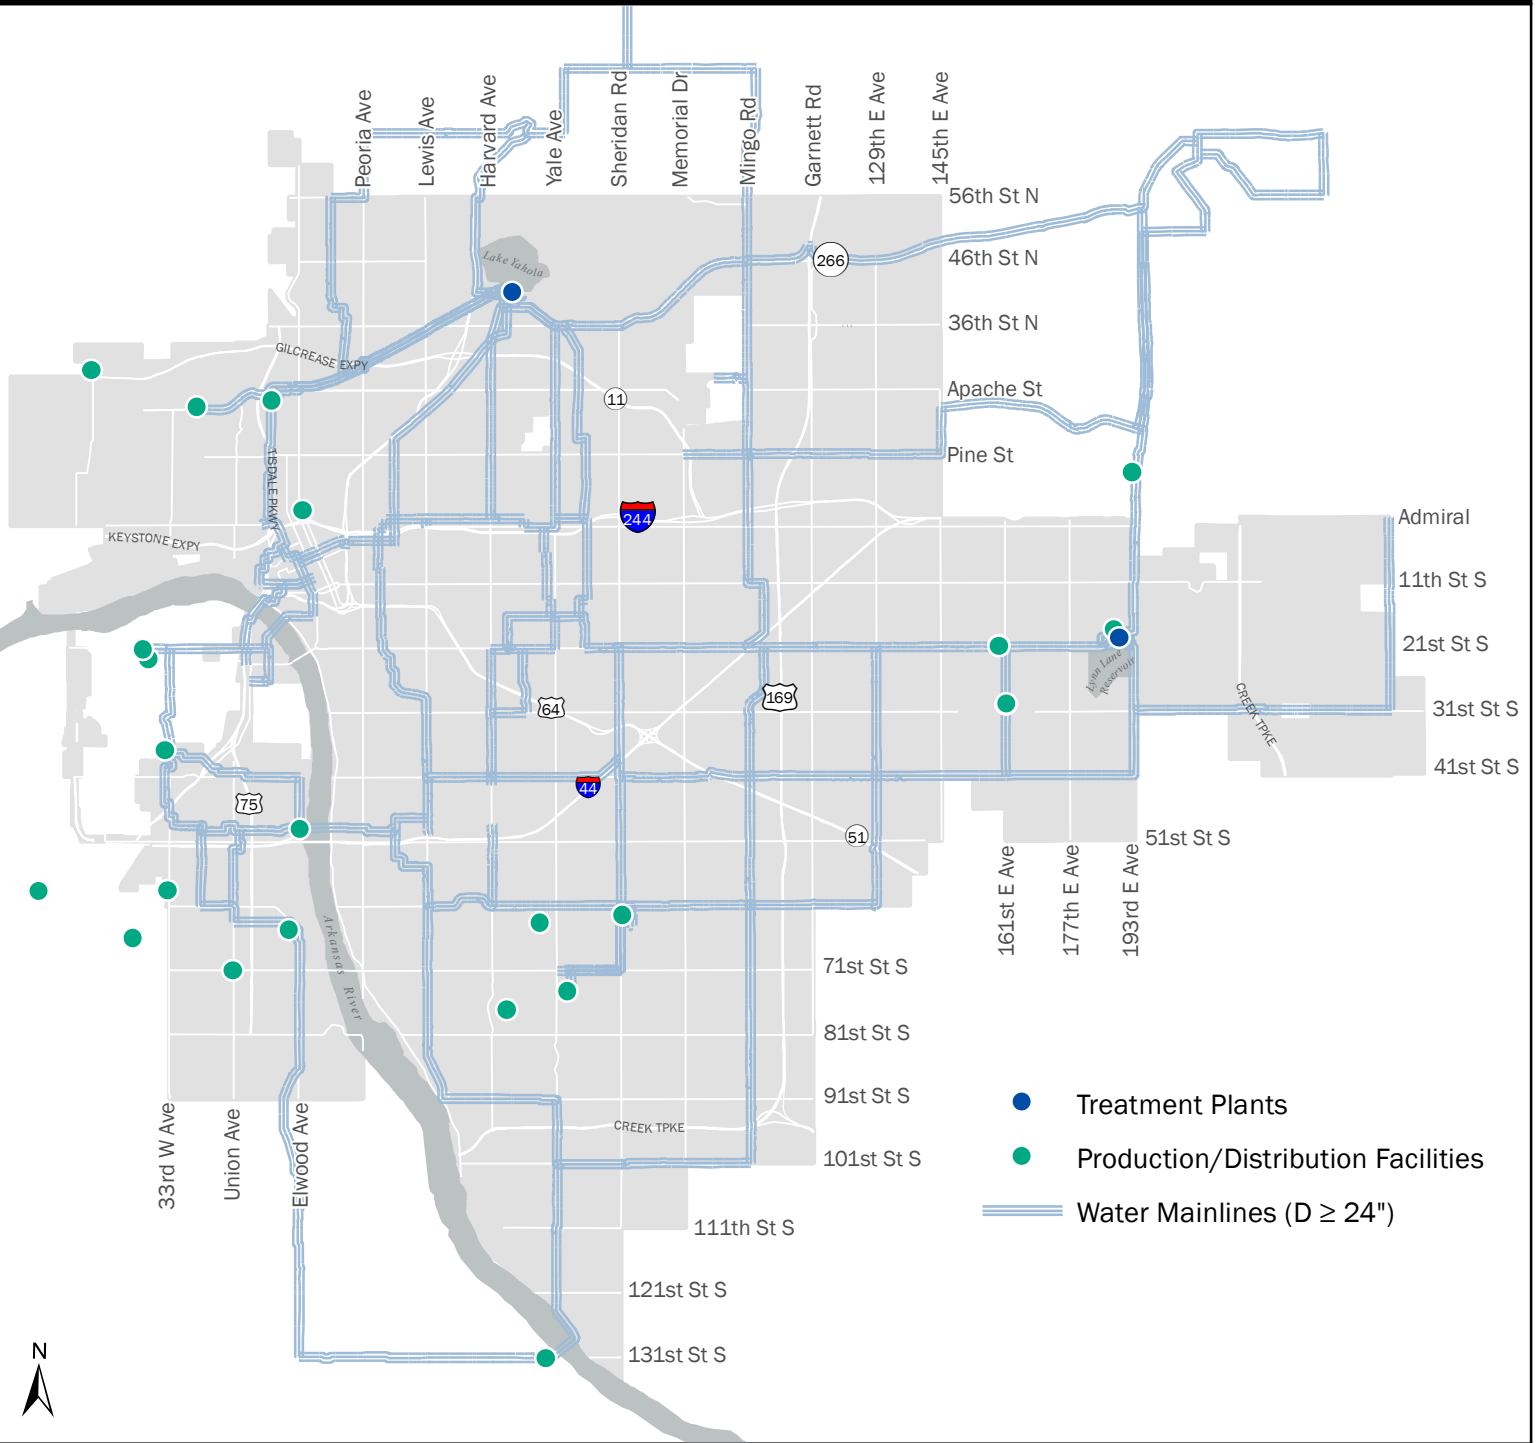 Peoria Ave
Lewis Ave
Harvard Ave
Yale Ave
Sheridan Rd
Memorial Dr
Mingo Rd
Garnett Rd
129th E Ave
145th E Ave
56th St N
Lake Yahola
266
46th St N
36th St N
GILCREASE EXPY
11
Apache St
TISDALE PKWY
Pine St
244
Admiral
KEYSTONE EXPY
11th St S
21st St S
Lynn Lane
Reservoir
64
169
CREEK TPKE
31st St S
44
41st St S
75
51
51st St S
161st E Ave
177th E Ave
193rd E Ave
Arkansas River
71st St S
81st St S
91st St S
Treatment Plants
33rd W Ave
Union Ave
Elwood Ave
CREEK TPKE
101st St S
Production/Distribution Facilities
Water Mainlines (D ≥ 24")
111th St S
121st St S
131st St S
N